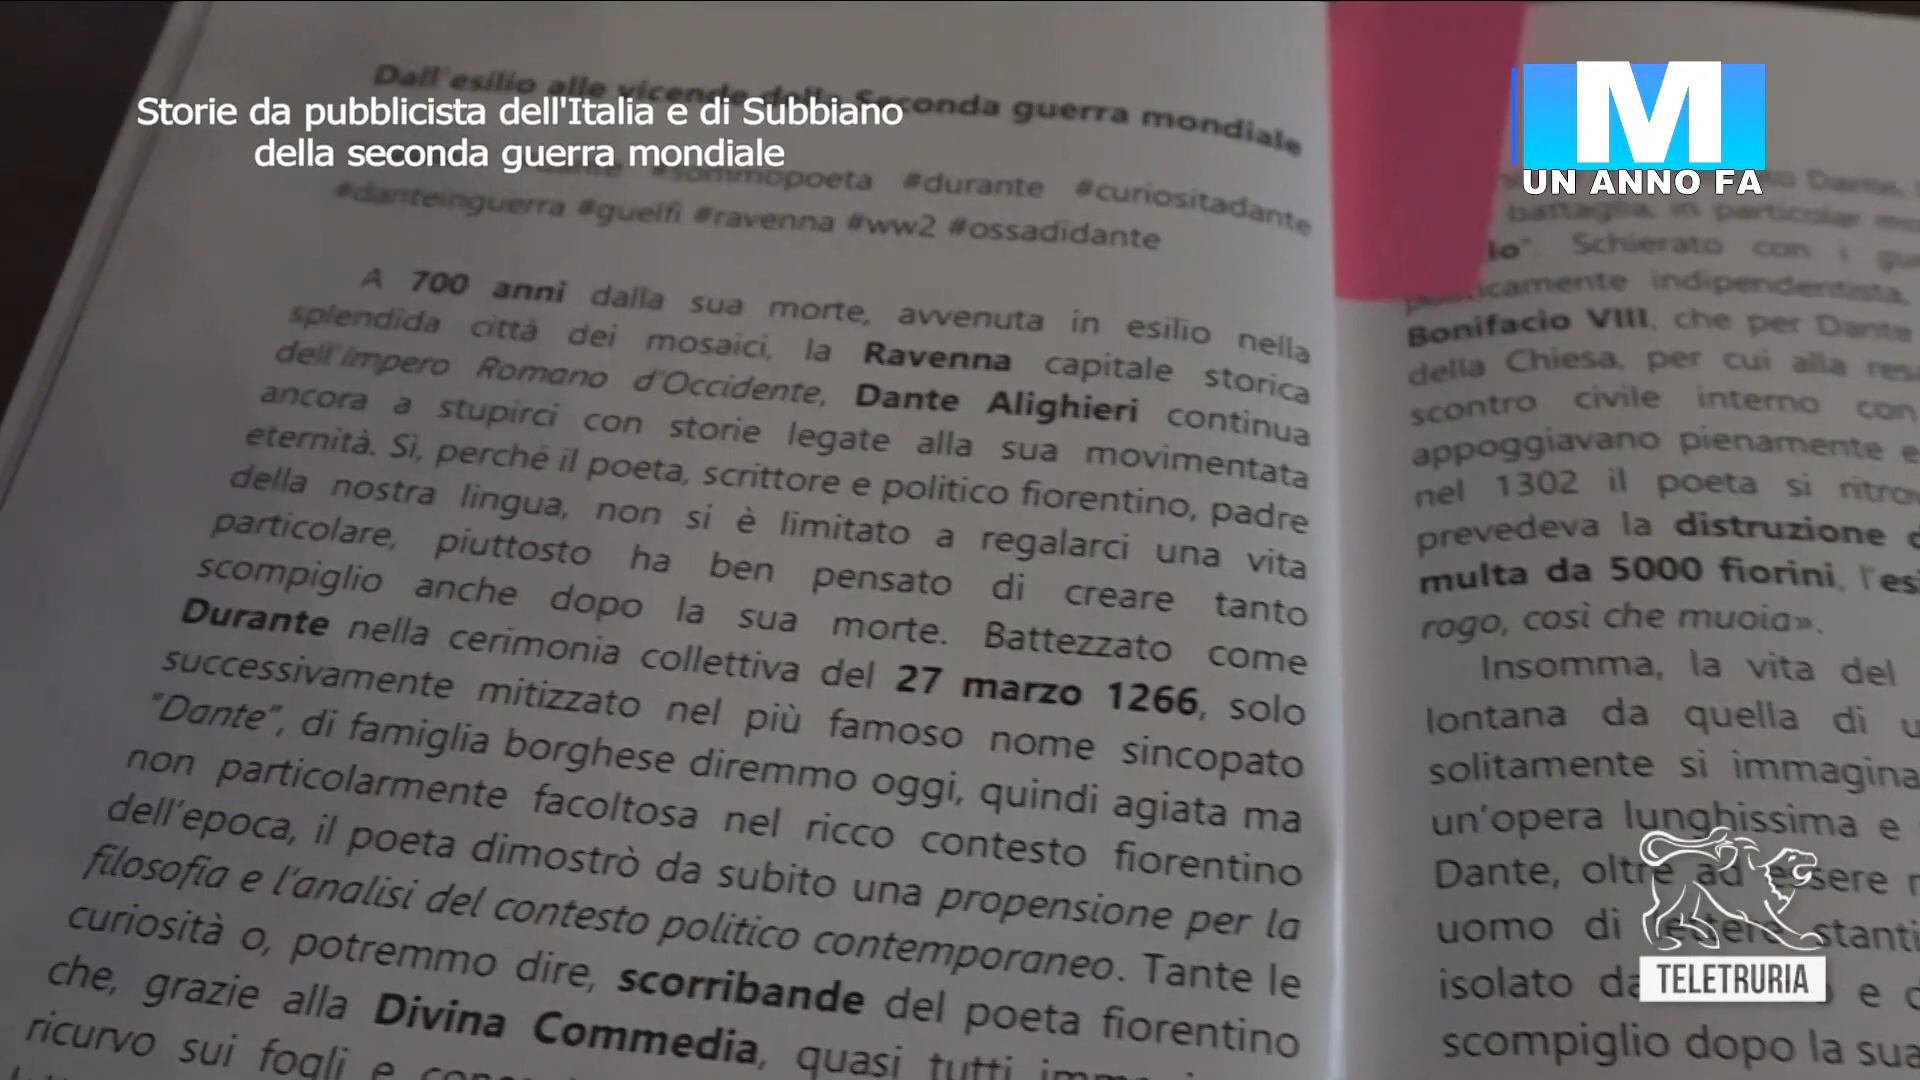 Storie da pubblicista dell'Italia e di Subbiano
della seconda guerra mondiale
M
UN ANNO FA
Dall'esilio alle vicende della Seconda guerra mondiale
#sommopoeta #durante #curiositadante
#danteinguerra #guelfi #ravenna #ww2 #ossadidante
A 700 anni dalla sua morte, avvenuta in esilio nella
splendida città dei mosaici, la Ravenna capitale storica
dell'Impero Romano d'Occidente, Dante Alighieri continua
ancora a stupirci con storie legate alla sua movimentata
eternità. Sì, perché il poeta, scrittore e politico fiorentino, padre
della nostra lingua, non si è limitato a regalarci una vita
particolare, piuttosto ha ben pensato di creare tanto
scompiglio anche dopo la sua morte. Battezzato come
Durante nella cerimonia collettiva del 27 marzo 1266, solo
successivamente mitizzato nel più famoso nome sincopato
"Dante", di famiglia borghese diremmo oggi, quindi agiata ma
non particolarmente facoltosa nel ricco contesto fiorentino
dell'epoca, il poeta dimostrò da subito una propensione per la
filosofia e l'analisi del contesto politico contemporaneo. Tante le
curiosità o, potremmo dire, scorribande del poeta fiorentino
che, grazie alla Divina Commedia, quasi tutti
ricurvo sui fogli e
Dante,
battaglia, in particolar
Schierato con i
indipendentista,
Bonifacio VIII, che per Dante
della Chiesa, per cui alla
scontro civile interno con
appoggiavano pienamente e
nel 1302 il poeta si
prevedeva la distruzione
multa da 5000 fiorini,
rogo, così che muoia».
Insomma, la vita del
lontana da quella di
solitamente si
un'opera lunghissima e
Dante, oltre ad essere
uomo di lettere
isolato
e
scompiglio dopo la sua
TELETRURIA